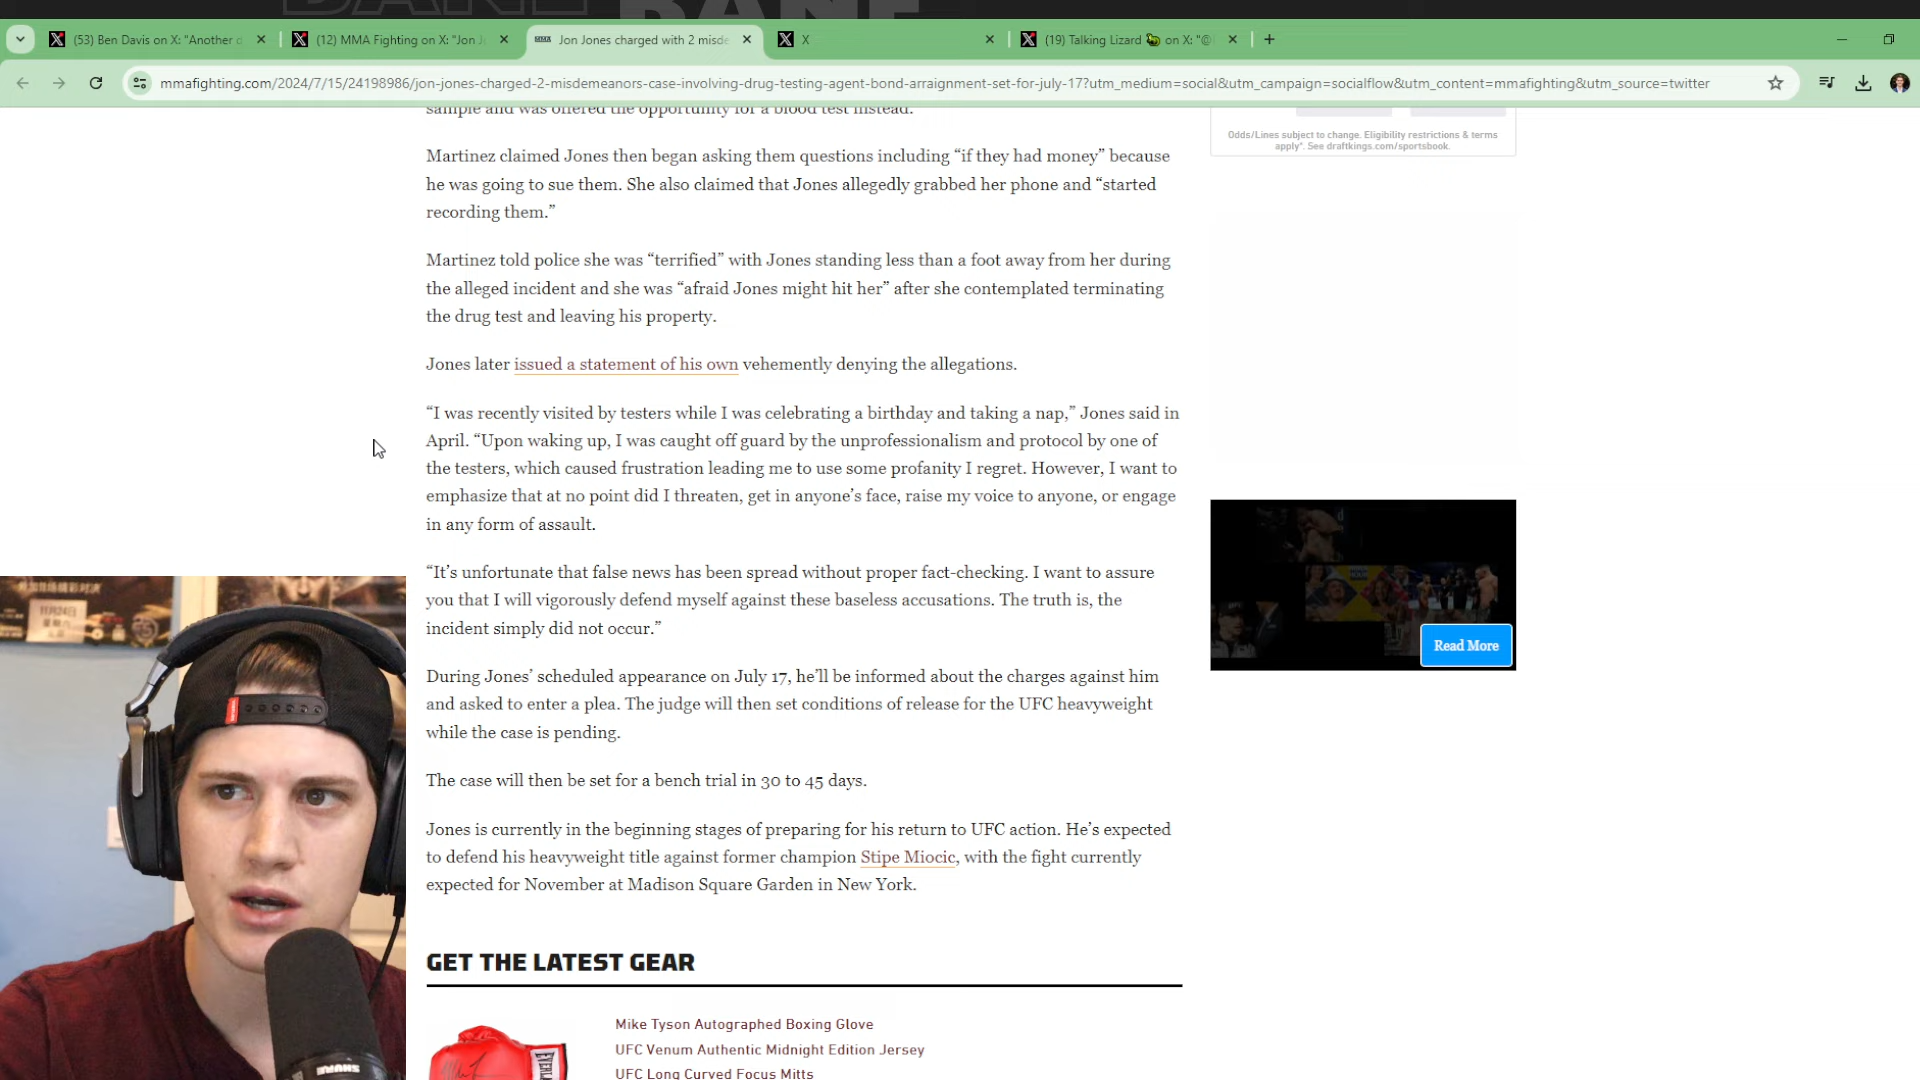 (53) Ben Davis on X: "Another o
(12) MMA Fighting on X: "Jon J
Jon Jones charged with 2 misde
X
(19) Talking Lizard 🦎 on X: "@
mmafighting.com/2024/7/15/24198986/jon-jones-charged-2-misdemeanors-case-involving-drug-testing-agent-bond-arraignment-set-for-july-17?utm_medium=social&utm_campaign=socialflow&utm_content=mmafighting&utm_source=twitter
sample and was offered the opportunity for a blood test instead.
Martinez claimed Jones then began asking them questions including “if they had money” because
he was going to sue them. She also claimed that Jones allegedly grabbed her phone and “started
recording them.”
Martinez told police she was “terrified” with Jones standing less than a foot away from her during
the alleged incident and she was “afraid Jones might hit her” after she contemplated terminating
the drug test and leaving his property.
Jones later issued a statement of his own vehemently denying the allegations.
“I was recently visited by testers while I was celebrating a birthday and taking a nap,” Jones said in
April. “Upon waking up, I was caught off guard by the unprofessionalism and protocol by one of
the testers, which caused frustration leading me to use some profanity I regret. However, I want to
emphasize that at no point did I threaten, get in anyone’s face, raise my voice to anyone, or engage
in any form of assault.
“It’s unfortunate that false news has been spread without proper fact-checking. I want to assure
you that I will vigorously defend myself against these baseless accusations. The truth is, the
incident simply did not occur.”
During Jones’ scheduled appearance on July 17, he’ll be informed about the charges against him
and asked to enter a plea. The judge will then set conditions of release for the UFC heavyweight
while the case is pending.
The case will then be set for a bench trial in 30 to 45 days.
Jones is currently in the beginning stages of preparing for his return to UFC action. He’s expected
to defend his heavyweight title against former champion Stipe Miocic, with the fight currently
expected for November at Madison Square Garden in New York.
GET THE LATEST GEAR
Mike Tyson Autographed Boxing Glove
UFC Venum Authentic Midnight Edition Jersey
UFC Long Curved Focus Mitts
Odds/Lines subject to change. Eligibility restrictions & terms
apply*. See draftkings.com/sportsbook.
Read More
SHURE